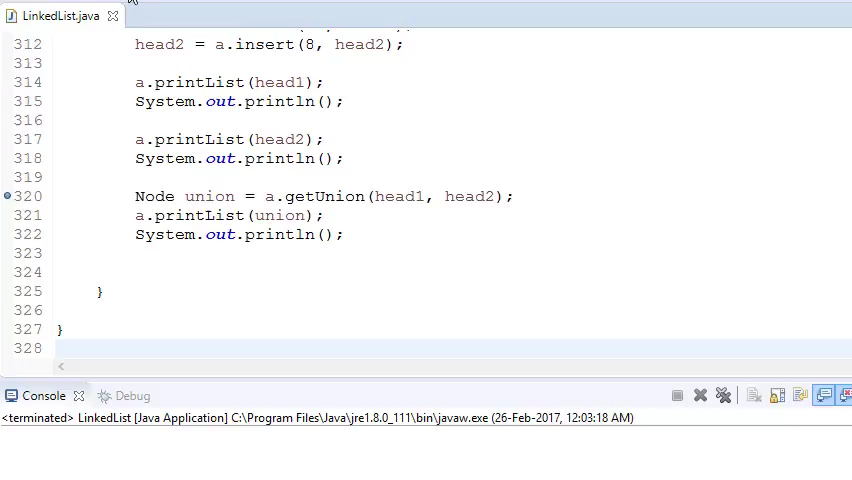 LinkedList.java
312 head2 = a.insert(8, head2);
313
314 a.printList(head1);
315 System.out.println();
316
317 a.printList(head2);
318 System.out.println();
319
320 Node union = a.getUnion(head1, head2);
321 a.printList(union);
322 System.out.println();
323
324
325 }
326
327 }
328
Console Debug
<terminated> LinkedList [Java Application] C:\Program Files\Java\jre1.8.0_111\bin\javaw.exe (26-Feb-2017, 12:03:18 AM)